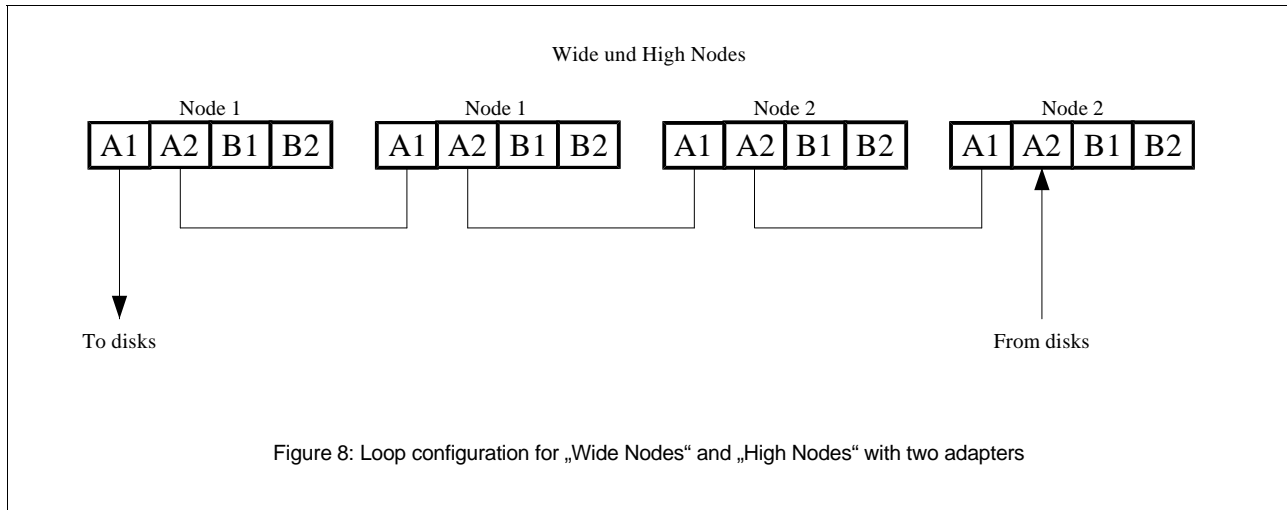 Wide und High Nodes
Node 1 Node 1 Node 2 Node 2
A1 A2 B1 B2 A1 A2 B1 B2 A1 A2 B1 B2 A1 A2 B1 B2
To disks From disks
Figure 8: Loop configuration for „Wide Nodes“ and „High Nodes“ with two adapters